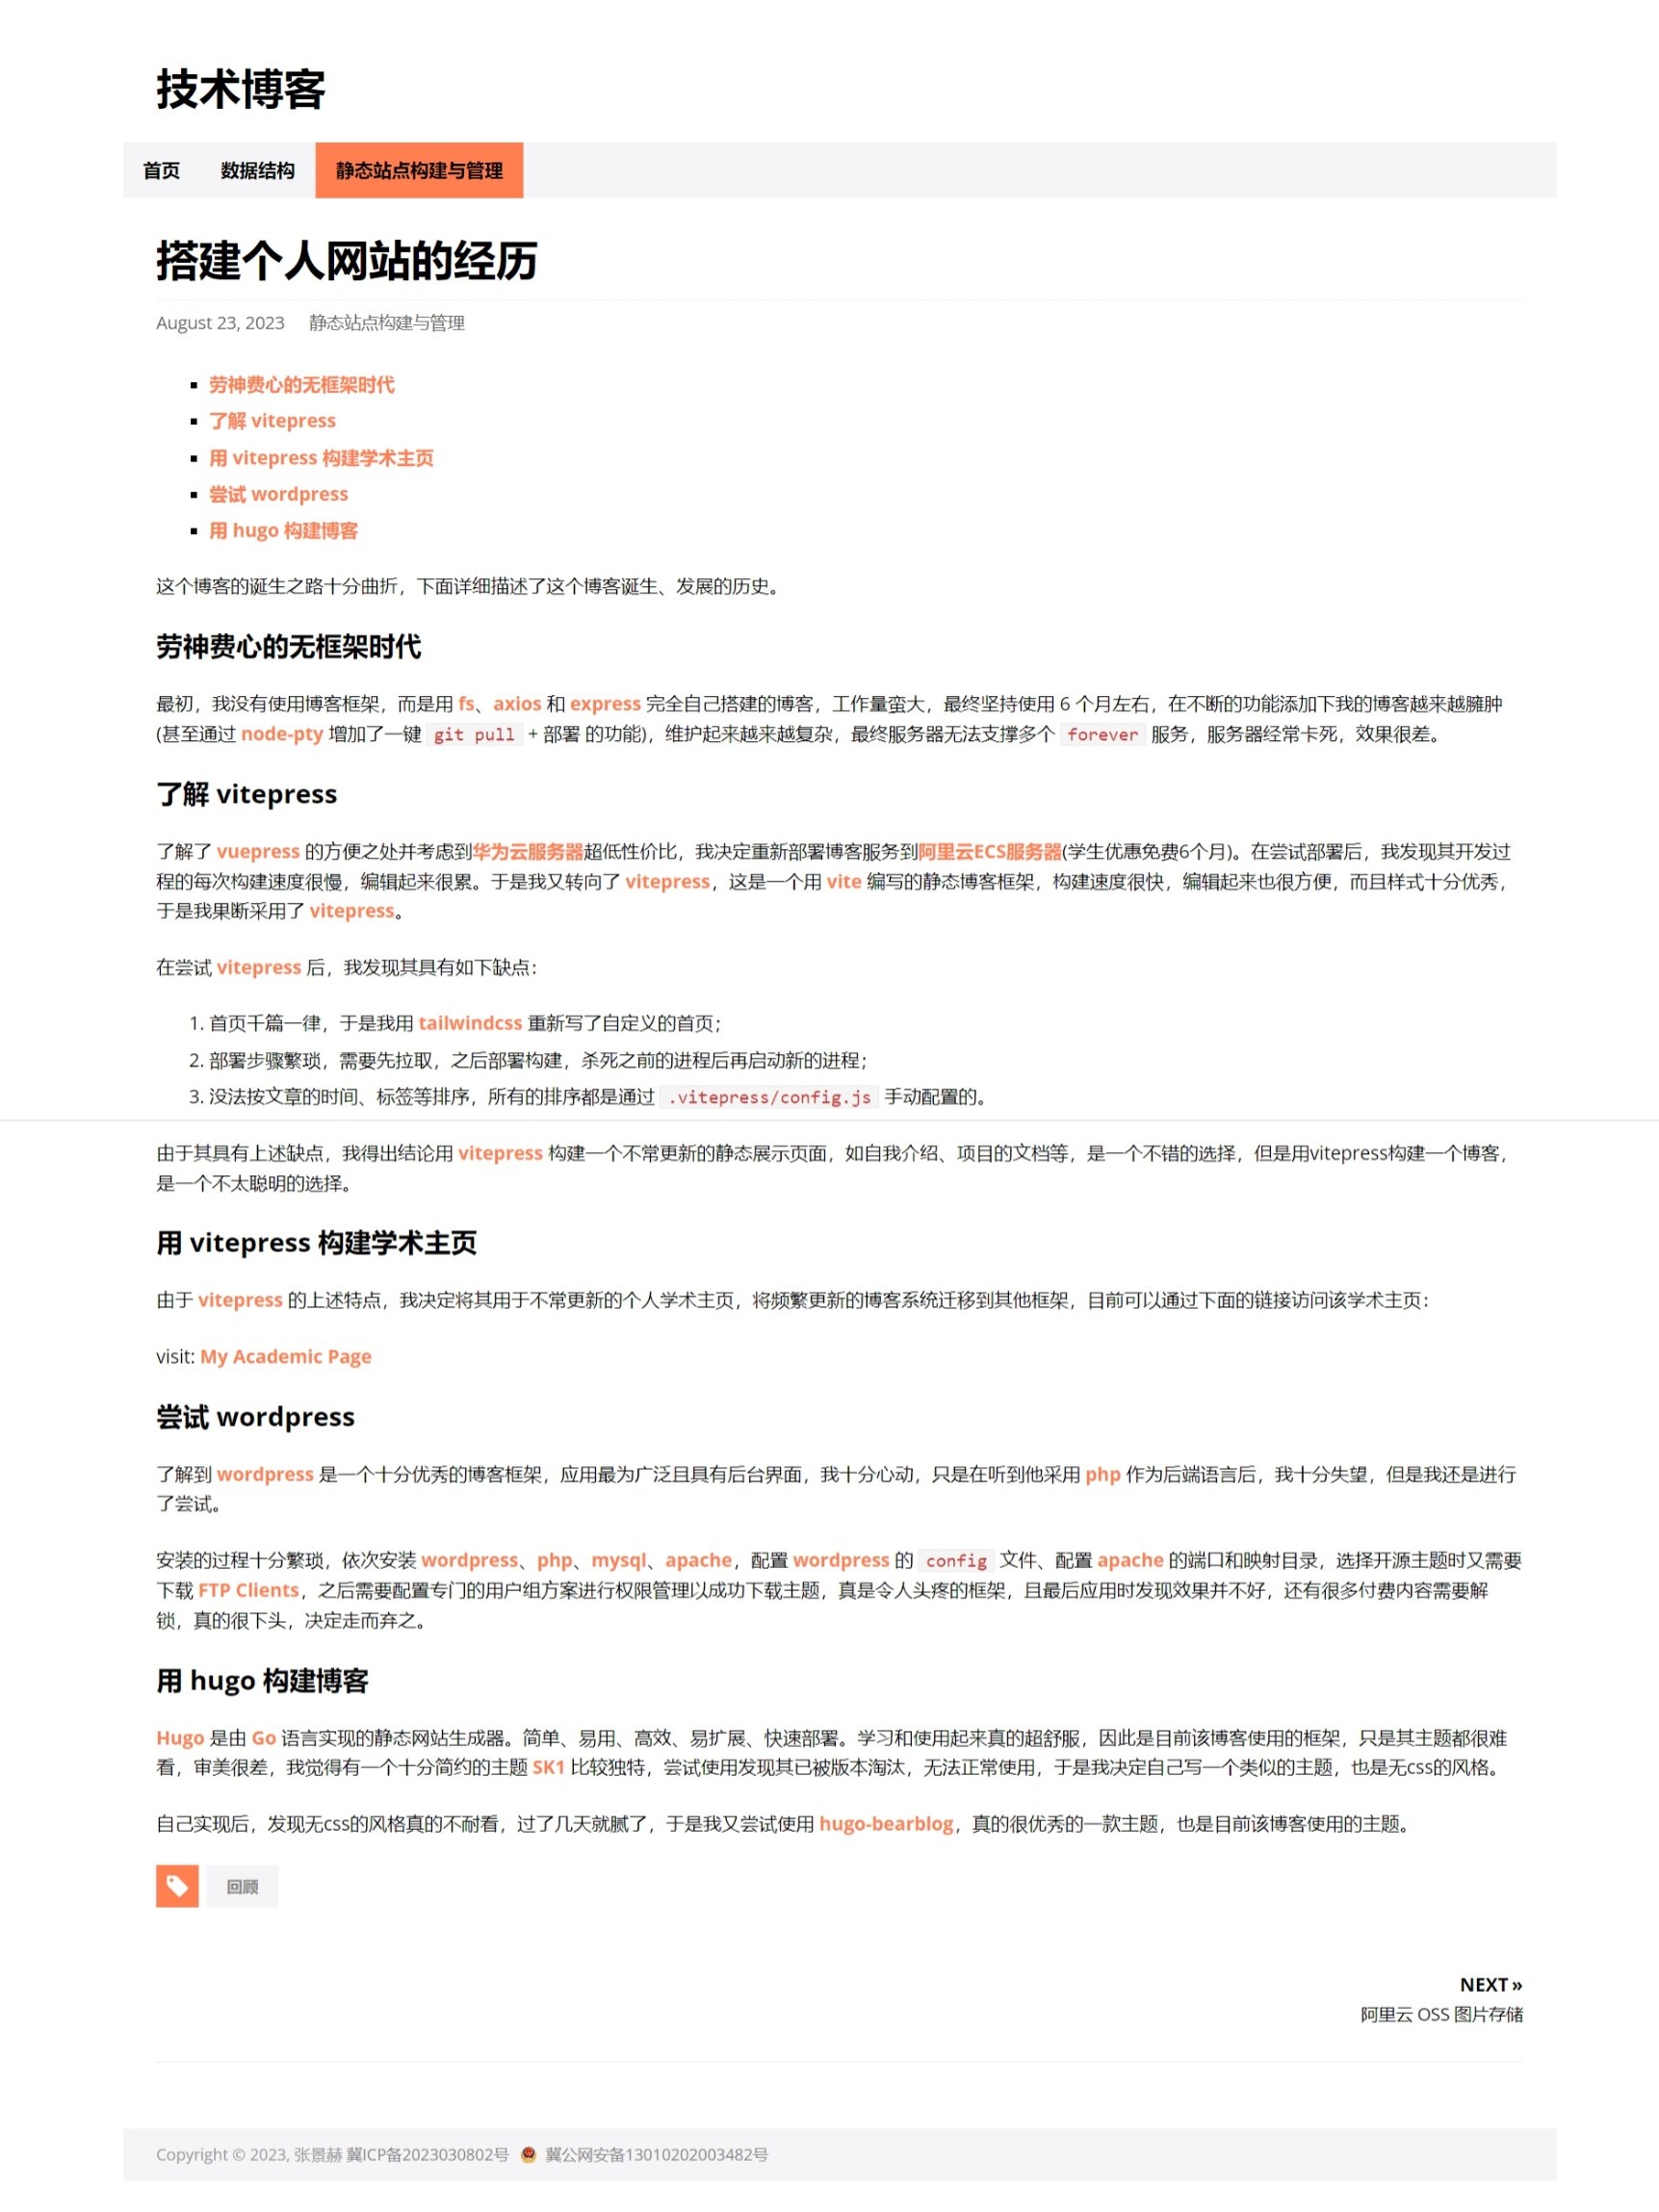 技术博客
首页 数据结构 静态站点构建与管理
搭建个人网站的经历
August 23, 2023 静态站点构建与管理
劳神费心的无框架时代
了解 vitepress
用 vitepress 构建学术主页
尝试 wordpress
用 hugo 构建博客
这个博客的诞生之路十分曲折，下面详细描述了这个博客诞生、发展的历史。
劳神费心的无框架时代
最初，我没有使用博客框架，而是用 fs、axios 和 express 完全自己搭建的博客，工作量蛮大，最终坚持使用 6 个月左右，在不断的功能添加下我的博客越来越臃肿
(甚至通过 node-pty 增加了一键 git pull + 部署 的功能)，维护起来越来越复杂，最终服务器无法支撑多个 forever 服务，服务器经常卡死，效果很差。
了解 vitepress
了解了 vuepress 的方便之处并考虑到华为云服务器超低性价比，我决定重新部署博客服务到阿里云ECS服务器(学生优惠免费6个月)。在尝试部署后，我发现其开发过
程的每次构建速度很慢，编辑起来很累。于是我又转向了 vitepress，这是一个用 vite 编写的静态博客框架，构建速度很快，编辑起来也很方便，而且样式十分优秀，
于是我果断采用了 vitepress。
在尝试 vitepress 后，我发现其具有如下缺点：
1. 首页千篇一律，于是我用 tailwindcss 重新写了自定义的首页；
2. 部署步骤繁琐，需要先拉取，之后部署构建，杀死之前的进程后再启动新的进程；
3. 没法按文章的时间、标签等排序，所有的排序都是通过 .vitepress/config.js 手动配置的。
由于其具有上述缺点，我得出结论用 vitepress 构建一个不常更新的静态展示页面，如自我介绍、项目的文档等，是一个不错的选择，但是用vitepress构建一个博客，
是一个不太聪明的选择。
用 vitepress 构建学术主页
由于 vitepress 的上述特点，我决定将其用于不常更新的个人学术主页，将频繁更新的博客系统迁移到其他框架，目前可以通过下面的链接访问该学术主页：
visit: My Academic Page
尝试 wordpress
了解到 wordpress 是一个十分优秀的博客框架，应用最为广泛且具有后台界面，我十分心动，只是在听到他采用 php 作为后端语言后，我十分失望，但是我还是进行
了尝试。
安装的过程十分繁琐，依次安装 wordpress、php、mysql、apache，配置 wordpress 的 config 文件、配置 apache 的端口和映射目录，选择开源主题时又需要
下载 FTP Clients，之后需要配置专门的用户组方案进行权限管理以成功下载主题，真是令人头疼的框架，且最后应用时发现效果并不好，还有很多付费内容需要解
锁，真的很下头，决定走而弃之。
用 hugo 构建博客
Hugo 是由 Go 语言实现的静态网站生成器。简单、易用、高效、易扩展、快速部署。学习和使用起来真的超舒服，因此是目前该博客使用的框架，只是其主题都很难
看，审美很差，我觉得有一个十分简约的主题 SK1 比较独特，尝试使用发现其已被版本淘汰，无法正常使用，于是我决定自己写一个类似的主题，也是无css的风格。
自己实现后，发现无css的风格真的不耐看，过了几天就腻了，于是我又尝试使用 hugo-bearblog，真的很优秀的一款主题，也是目前该博客使用的主题。
回顾
NEXT »
阿里云 OSS 图片存储
Copyright © 2023, 张景赫 冀ICP备2023030802号 冀公网安备13010202003482号